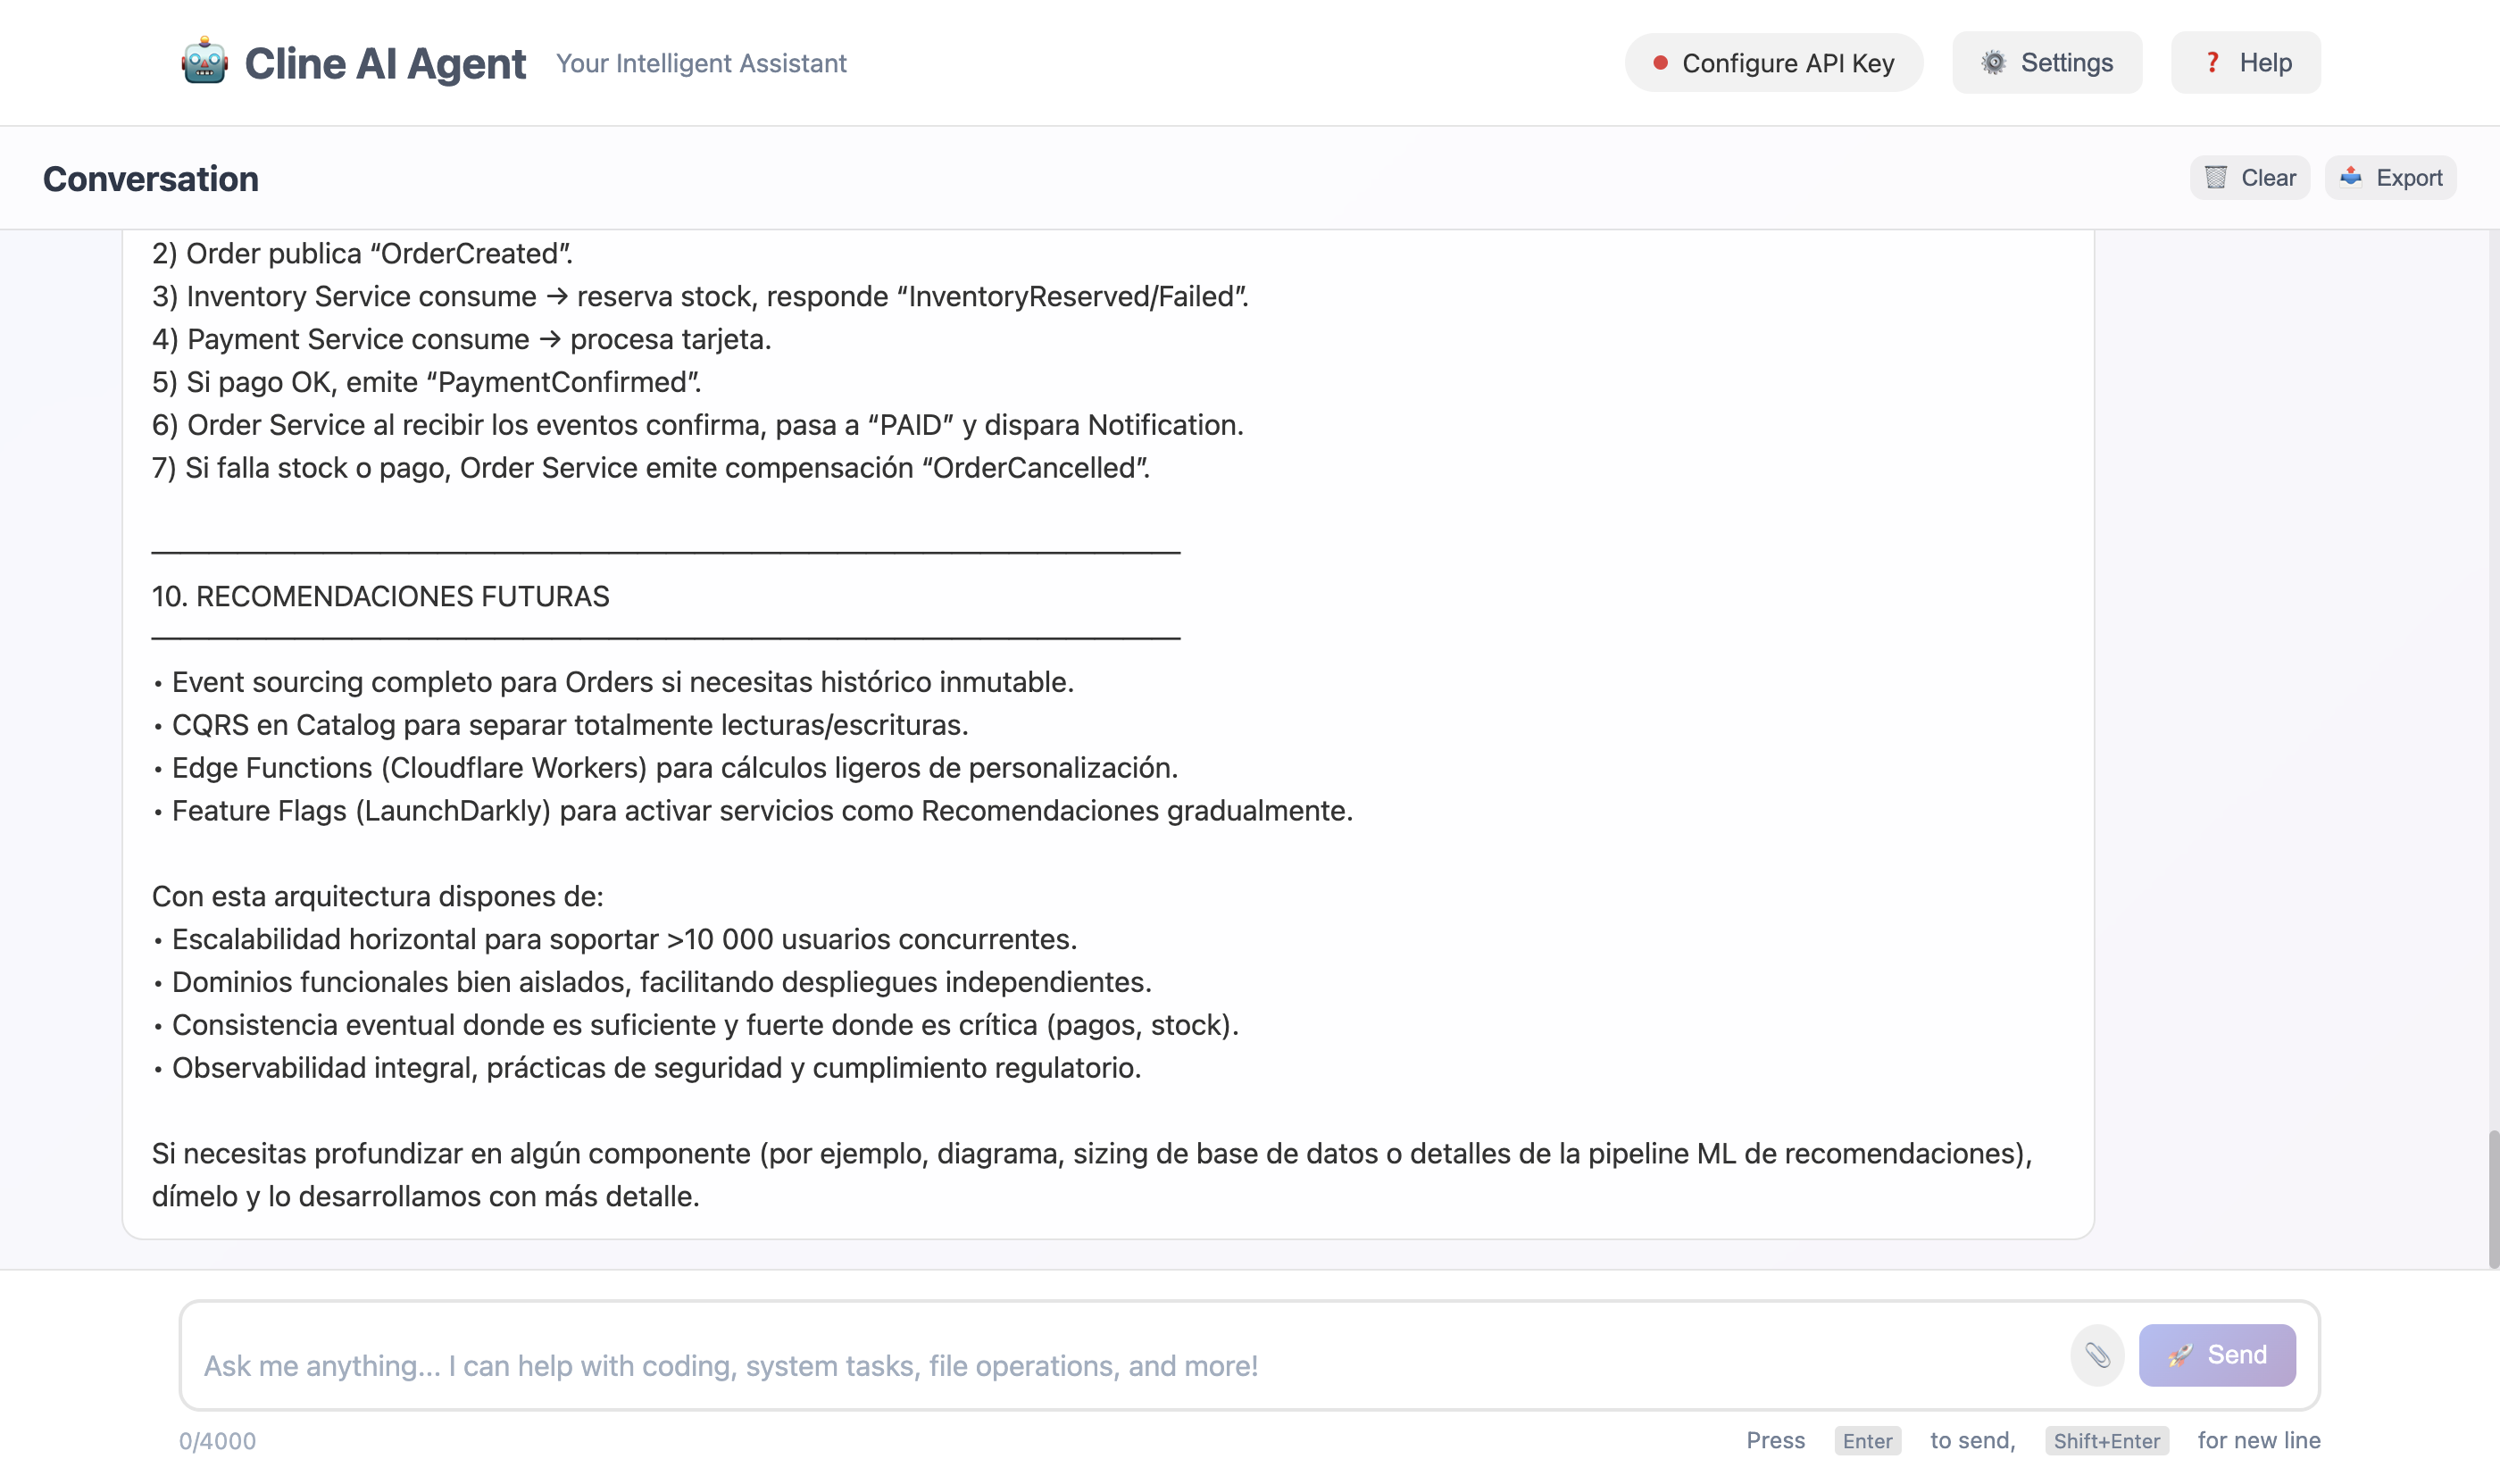 Cline AI Agent
Your Intelligent Assistant
Configure API Key
Settings
Help
Conversation
Clear
Export
2) Order publica “OrderCreated”.
3) Inventory Service consume → reserva stock, responde “InventoryReserved/Failed”.
4) Payment Service consume → procesa tarjeta.
5) Si pago OK, emite “PaymentConfirmed”.
6) Order Service al recibir los eventos confirma, pasa a “PAID” y dispara Notification.
7) Si falla stock o pago, Order Service emite compensación “OrderCancelled”.
10. RECOMENDACIONES FUTURAS
• Event sourcing completo para Orders si necesitas histórico inmutable.
• CQRS en Catalog para separar totalmente lecturas/escrituras.
• Edge Functions (Cloudflare Workers) para cálculos ligeros de personalización.
• Feature Flags (LaunchDarkly) para activar servicios como Recomendaciones gradualmente.
Con esta arquitectura dispones de:
• Escalabilidad horizontal para soportar >10 000 usuarios concurrentes.
• Dominios funcionales bien aislados, facilitando despliegues independientes.
• Consistencia eventual donde es suficiente y fuerte donde es crítica (pagos, stock).
• Observabilidad integral, prácticas de seguridad y cumplimiento regulatorio.
Si necesitas profundizar en algún componente (por ejemplo, diagrama, sizing de base de datos o detalles de la pipeline ML de recomendaciones),
dímelo y lo desarrollamos con más detalle.
Ask me anything... I can help with coding, system tasks, file operations, and more!
Send
0/4000
Press Enter to send, Shift+Enter for new line